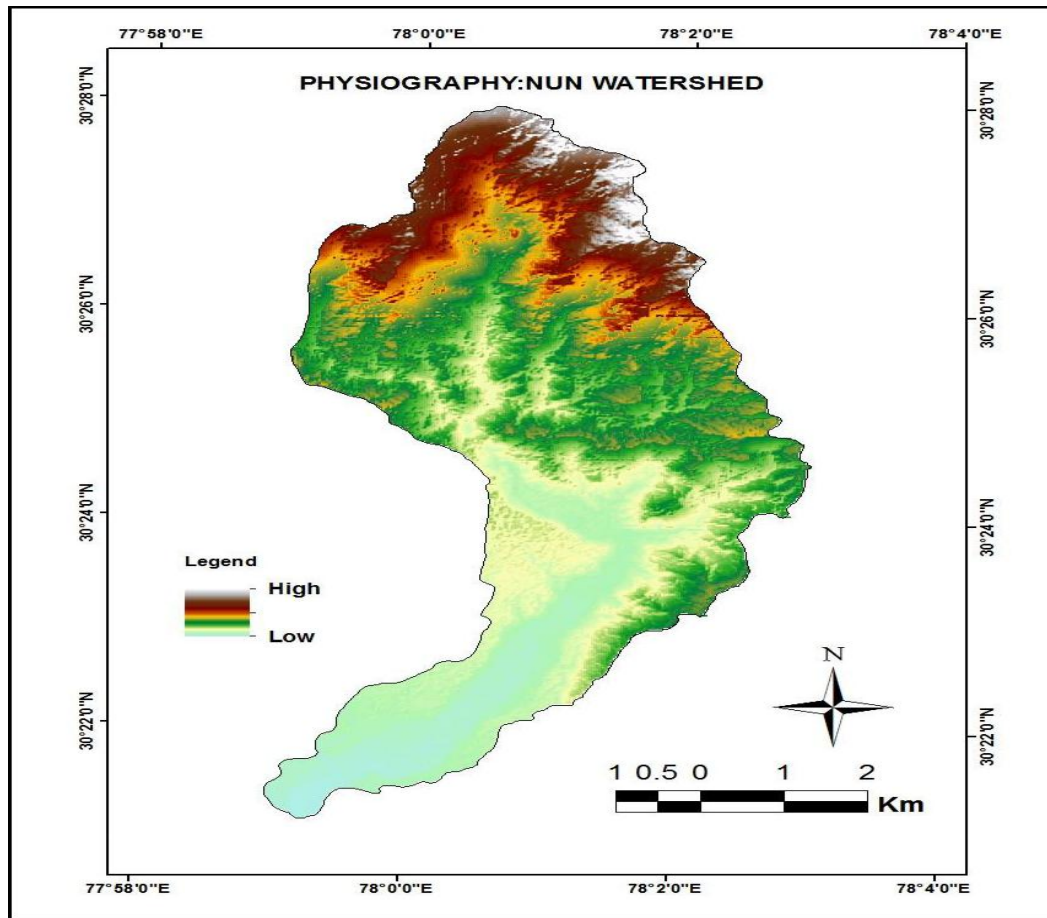 77°58'0"E 78°0'0"E 78°2'0"E 78°4'0"E
PHYSIOGRAPHY:NUN WATERSHED
30°28'0"N 30°28'0"N
30°26'0"N 30°26'0"N
30°24'0"N 30°24'0"N
Legend
High
Low
N
30°22'0"N 30°22'0"N
1 0.5 0 1 2
Km
77°58'0"E 78°0'0"E 78°2'0"E 78°4'0"E